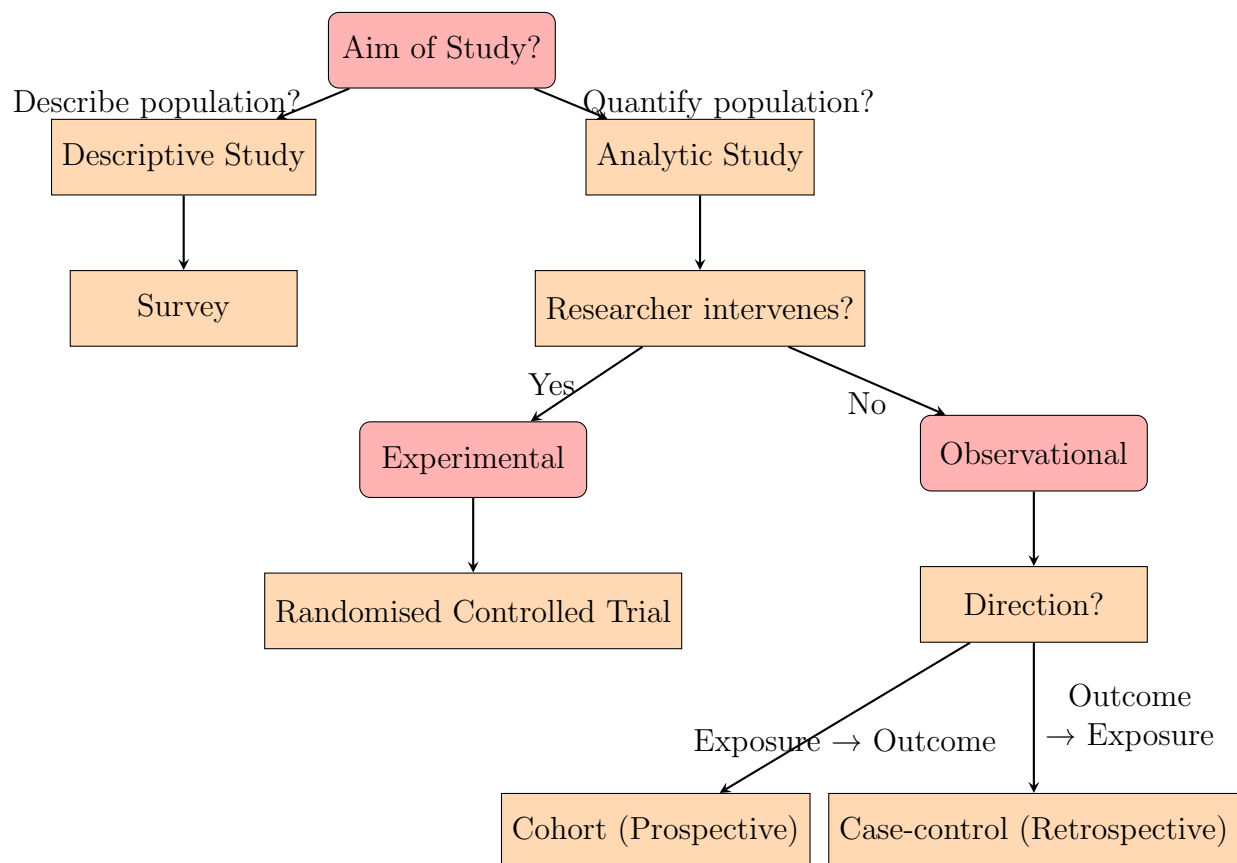 Aim of Study?
Describe population?
Quantify population?
Descriptive Study
Analytic Study
Survey
Researcher intervenes?
Yes
No
Experimental
Observational
Randomised Controlled Trial
Direction?
Exposure → Outcome
Outcome
→ Exposure
Cohort (Prospective)
Case-control (Retrospective)